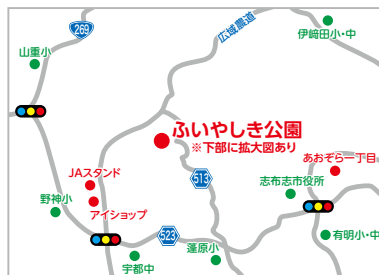 269
広域農道
伊﨑田小・中
山重小
ふいやしき公園
※下部に拡大図あり
あおぞら一丁目
JAスタンド
513
志布志市役所
野神小
アイショップ
523
有明小・中
宇都中
蓬原小